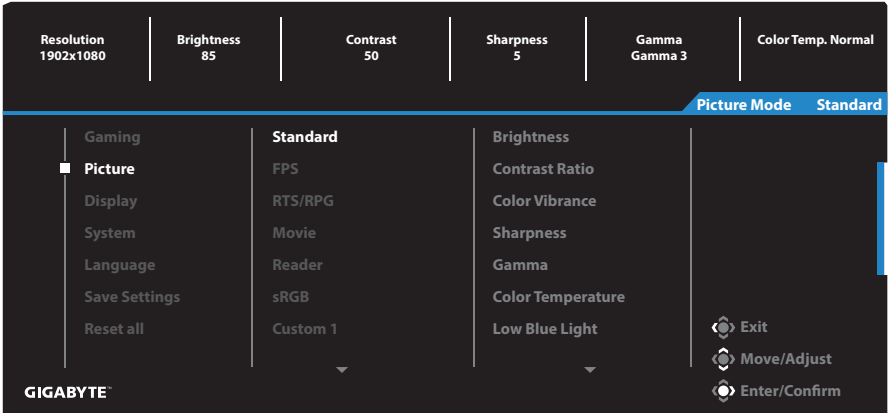 Resolution
1902x1080
Brightness
85
Contrast
50
Sharpness
5
Gamma
Gamma 3
Color Temp. Normal
Picture Mode Standard
Gaming
Picture
Display
System
Language
Save Settings
Reset all
Standard
FPS
RTS/RPG
Movie
Reader
sRGB
Custom 1
Brightness
Contrast Ratio
Color Vibrance
Sharpness
Gamma
Color Temperature
Low Blue Light
Exit
Move/Adjust
Enter/Confirm
GIGABYTE™